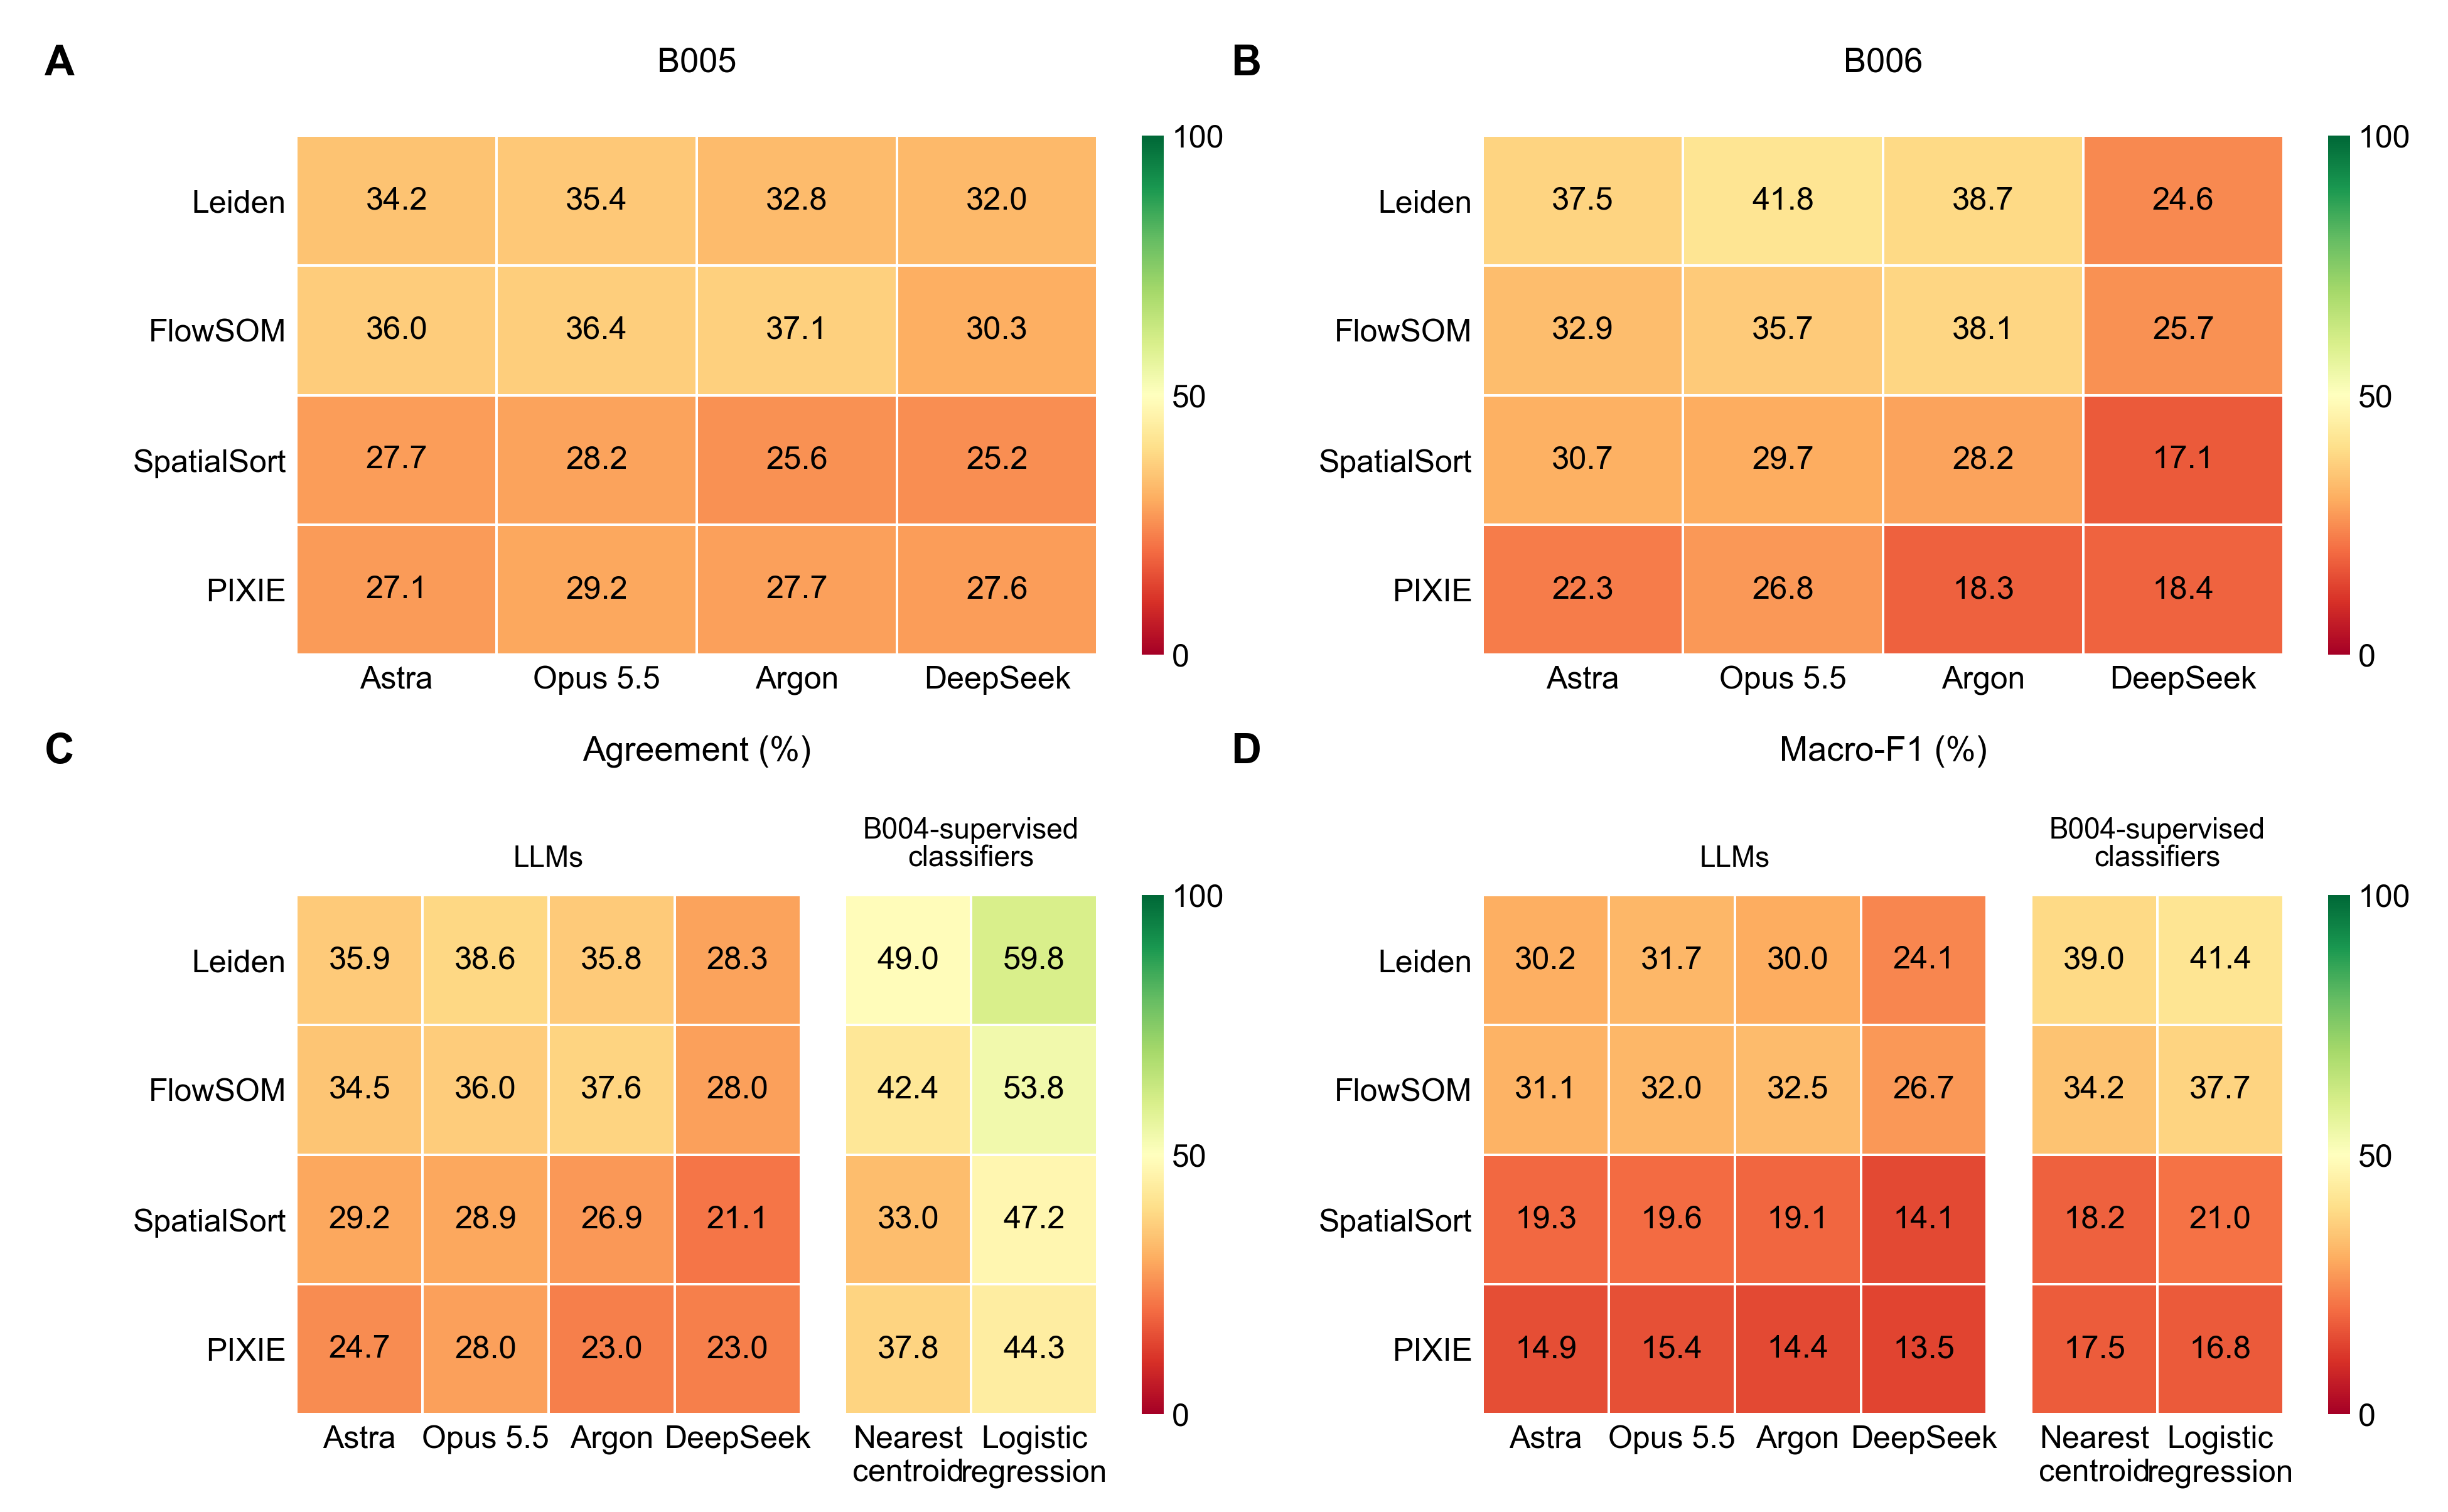 A
B005
100
50
0
Leiden 34.2 35.4 32.8 32.0
FlowSOM 36.0 36.4 37.1 30.3
SpatialSort 27.7 28.2 25.6 25.2
PIXIE 27.1 29.2 27.7 27.6
Astra Opus 5.5 Argon DeepSeek
B
B006
100
50
0
Leiden 37.5 41.8 38.7 24.6
FlowSOM 32.9 35.7 38.1 25.7
SpatialSort 30.7 29.7 28.2 17.1
PIXIE 22.3 26.8 18.3 18.4
Astra Opus 5.5 Argon DeepSeek
C
Agreement (%)
LLMs
B004-supervised
classifiers
100
50
0
Leiden 35.9 38.6 35.8 28.3 49.0 59.8
FlowSOM 34.5 36.0 37.6 28.0 42.4 53.8
SpatialSort 29.2 28.9 26.9 21.1 33.0 47.2
PIXIE 24.7 28.0 23.0 23.0 37.8 44.3
Astra Opus 5.5 Argon DeepSeek Nearest Logistic
centroid regression
D
Macro-F1 (%)
LLMs
B004-supervised
classifiers
100
50
0
Leiden 30.2 31.7 30.0 24.1 39.0 41.4
FlowSOM 31.1 32.0 32.5 26.7 34.2 37.7
SpatialSort 19.3 19.6 19.1 14.1 18.2 21.0
PIXIE 14.9 15.4 14.4 13.5 17.5 16.8
Astra Opus 5.5 Argon DeepSeek Nearest Logistic
centroid regression